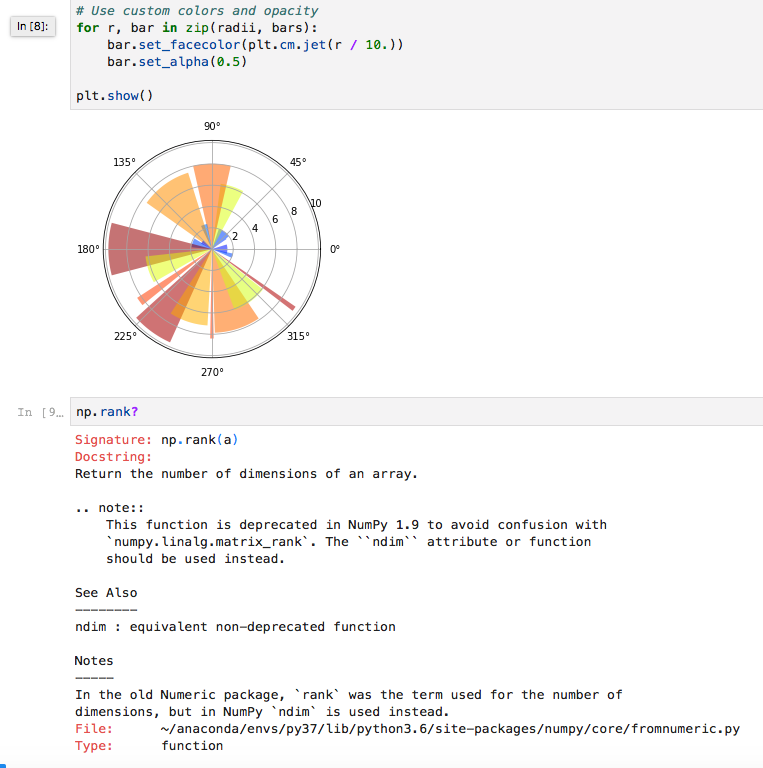 # Use custom colors and opacity
In [8]:
for r, bar in zip(radii, bars):
    bar.set_facecolor(plt.cm.jet(r / 10.))
    bar.set_alpha(0.5)
plt.show()
90°
135°
45°
10
8
6
4
2
180°
0°
225°
315°
270°
In [9…
np.rank?
Signature: np.rank(a)
Docstring:
Return the number of dimensions of an array.
.. note::
    This function is deprecated in NumPy 1.9 to avoid confusion with
    `numpy.linalg.matrix_rank`. The ``ndim`` attribute or function
    should be used instead.
See Also
--------
ndim : equivalent non-deprecated function
Notes
-----
In the old Numeric package, `rank` was the term used for the number of
dimensions, but in NumPy `ndim` is used instead.
File:      ~/anaconda/envs/py37/lib/python3.6/site-packages/numpy/core/fromnumeric.py
Type:      function